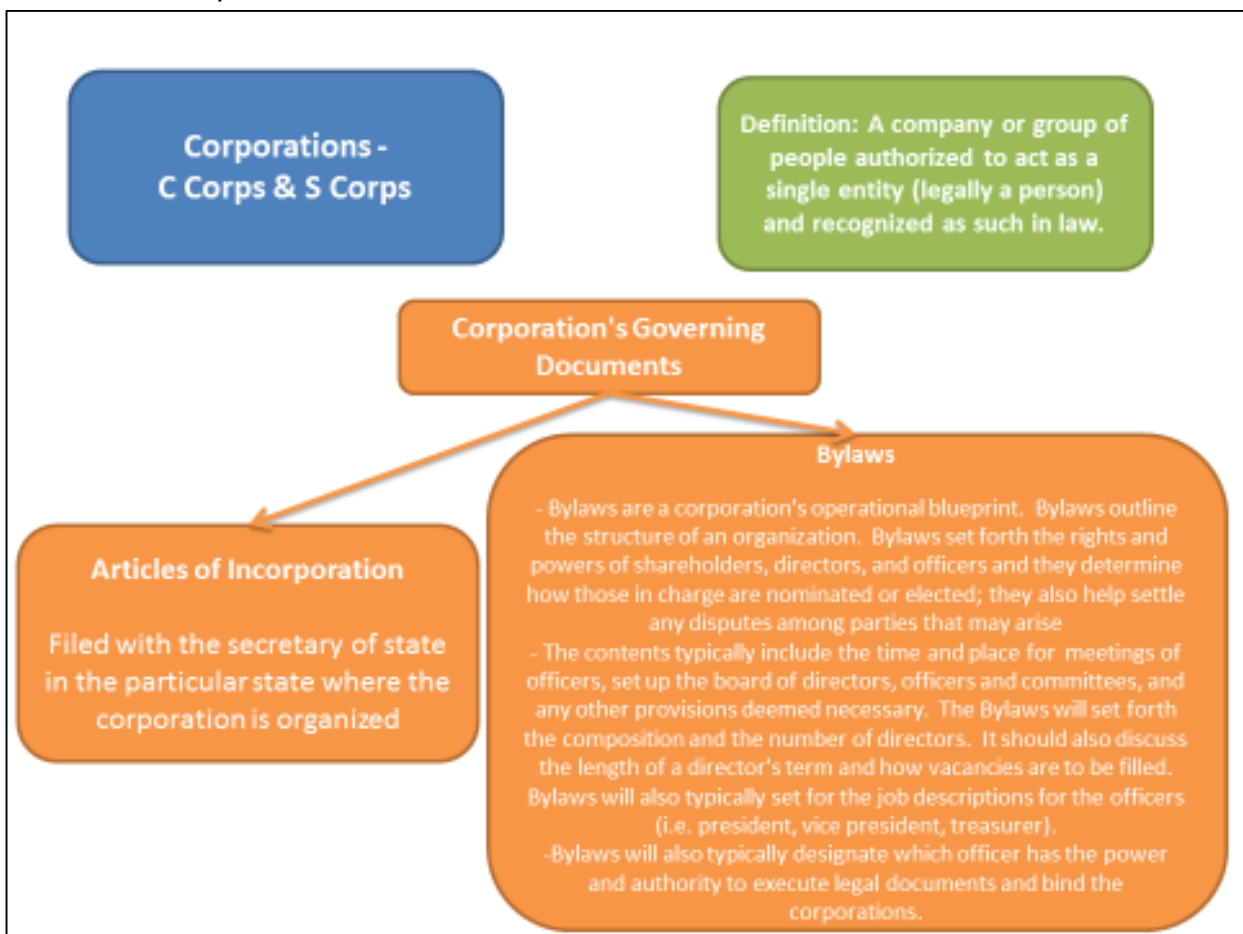 Corporations -
C Corps & S Corps
Definition: A company or group of
people authorized to act as a
single entity (legally a person)
and recognized as such in law.
Corporation's Governing
Documents
Articles of Incorporation
Filed with the secretary of state
in the particular state where the
corporation is organized
Bylaws
- Bylaws are a corporation's operational blueprint. Bylaws outline
the structure of an organization. Bylaws set forth the rights and
powers of shareholders, directors, and officers and they determine
how those in charge are nominated or elected; they also help settle
any disputes among parties that may arise
- The contents typically include the time and place for meetings of
officers, set up the board of directors, officers and committees, and
any other provisions deemed necessary. The Bylaws will set forth
the composition and the number of directors. It should also discuss
the length of a director's term and how vacancies are to be filled.
Bylaws will also typically set for the job descriptions for the officers
(i.e. president, vice president, treasurer).
-Bylaws will also typically designate which officer has the power
and authority to execute legal documents and bind the
corporations.